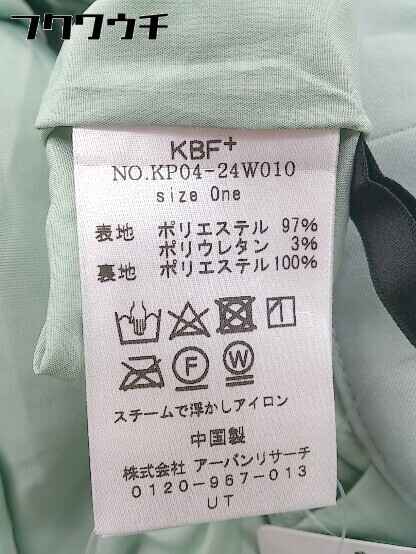 フクワウチ
KBF+
NO.KP04-24W010
size One
表地 ポリエステル 97%
ポリウレタン 3%
裏地 ポリエステル100%
F W
スチームで浮かしアイロン
中国製
株式会社 アーバンリサーチ
0120-967-013
UT